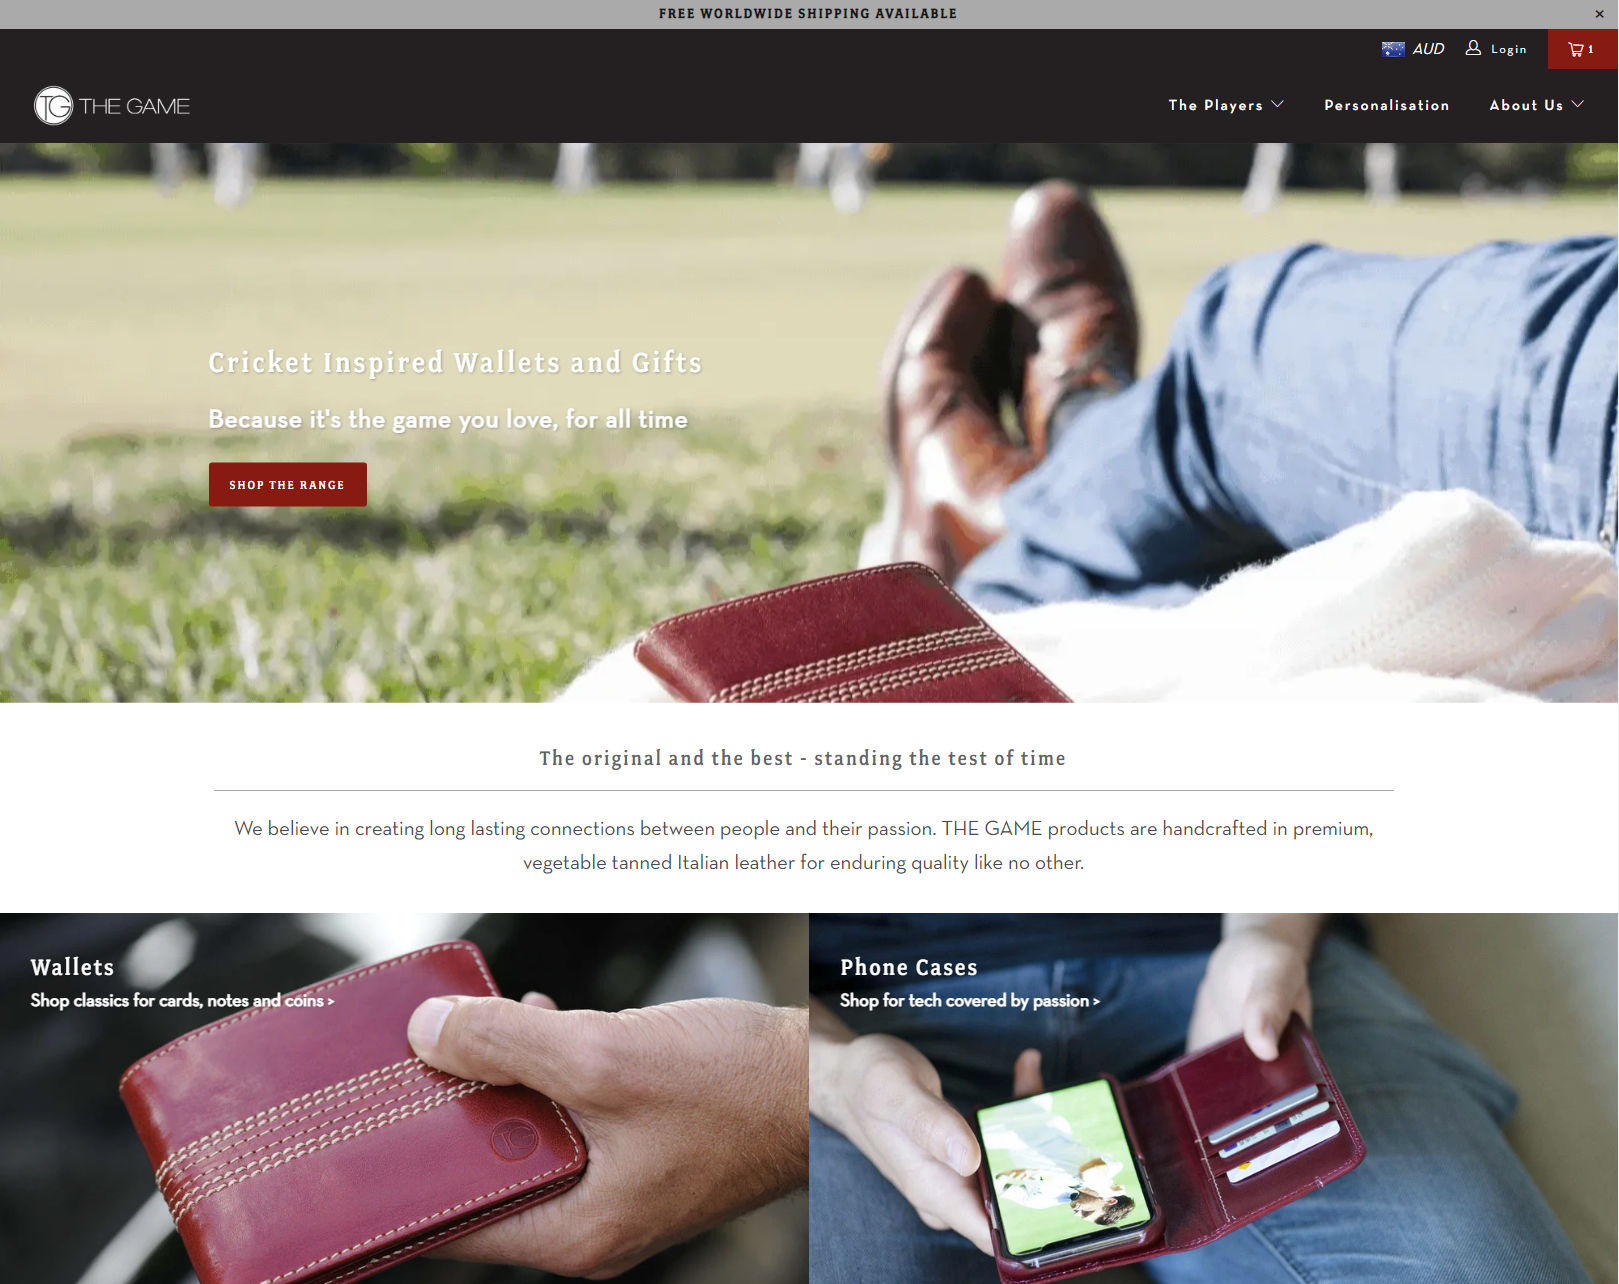 FREE WORLDWIDE SHIPPING AVAILABLE
AUD
Login
1
TG THE GAME
The Players
Personalisation
About Us
Cricket Inspired Wallets and Gifts
Because it's the game you love, for all time
SHOP THE RANGE
The original and the best - standing the test of time
We believe in creating long lasting connections between people and their passion. THE GAME products are handcrafted in premium,
vegetable tanned Italian leather for enduring quality like no other.
Wallets
Shop classics for cards, notes and coins >
TG
Phone Cases
Shop for tech covered by passion >